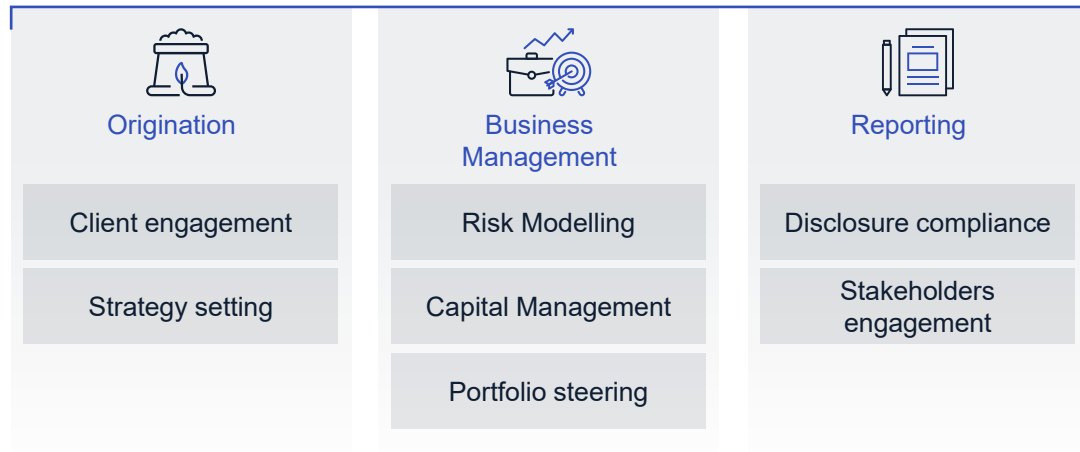 Origination
Client engagement
Strategy setting
Business
Management
Risk Modelling
Capital Management
Portfolio steering
Reporting
Disclosure compliance
Stakeholders
engagement